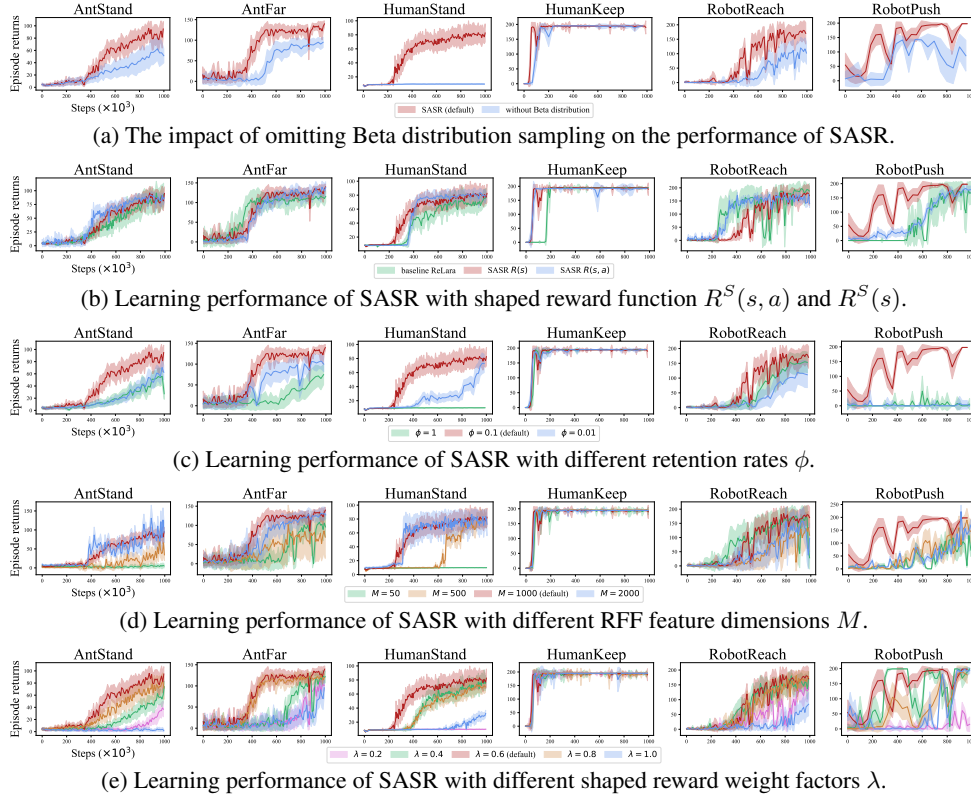 AntStand AntFar HumanStand HumanKeep RobotReach RobotPush
Episode returns
Steps (×10³)
SASR (default) without Beta distribution
(a) The impact of omitting Beta distribution sampling on the performance of SASR.
AntStand AntFar HumanStand HumanKeep RobotReach RobotPush
Episode returns
Steps (×10³)
baseline ReLara SASR R(s) SASR R(s, a)
(b) Learning performance of SASR with shaped reward function R^S(s, a) and R^S(s).
AntStand AntFar HumanStand HumanKeep RobotReach RobotPush
Episode returns
Steps (×10³)
ϕ = 1 ϕ = 0.1 (default) ϕ = 0.01
(c) Learning performance of SASR with different retention rates ϕ.
AntStand AntFar HumanStand HumanKeep RobotReach RobotPush
Episode returns
Steps (×10³)
M = 50 M = 500 M = 1000 (default) M = 2000
(d) Learning performance of SASR with different RFF feature dimensions M.
AntStand AntFar HumanStand HumanKeep RobotReach RobotPush
Episode returns
Steps (×10³)
λ = 0.2 λ = 0.4 λ = 0.6 (default) λ = 0.8 λ = 1.0
(e) Learning performance of SASR with different shaped reward weight factors λ.